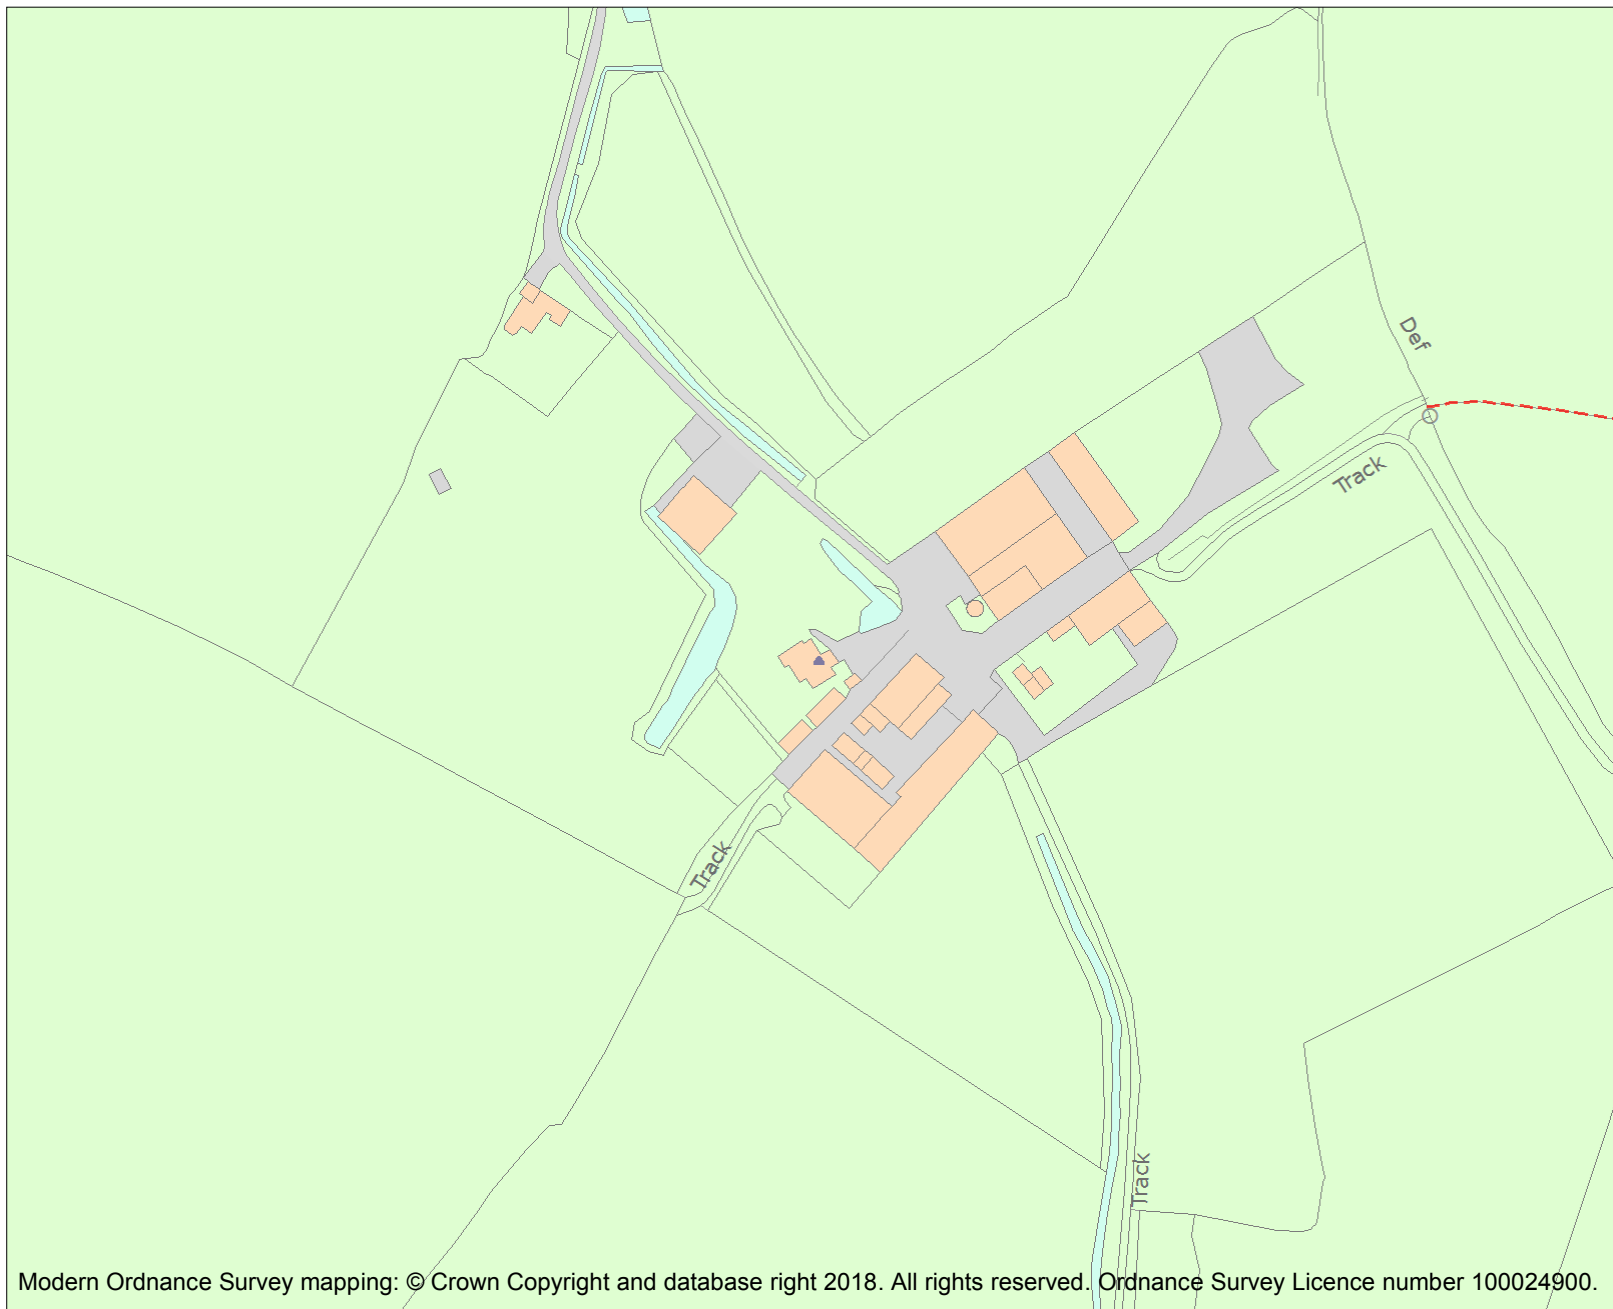 Def
Track
Track
Track
Modern Ordnance Survey mapping: © Crown Copyright and database right 2018. All rights reserved. Ordnance Survey Licence number 100024900.